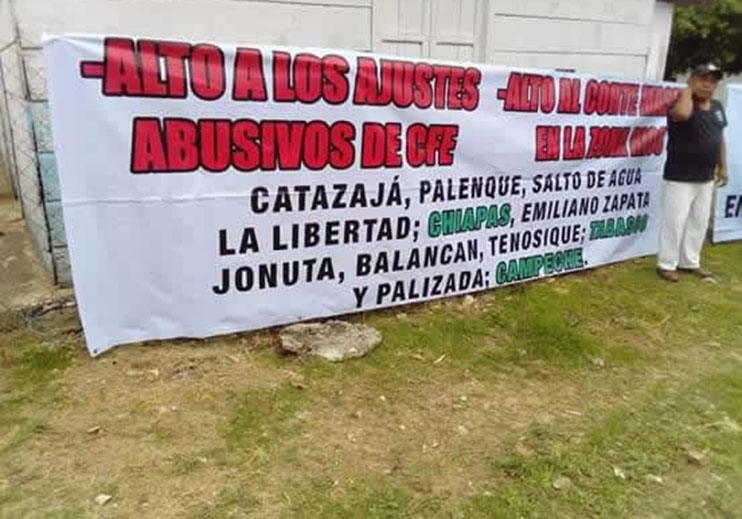 -ALTO A LOS AJUSTES -ALTO AL CORTE
ABUSIVOS DE CFE EN LA ZONA
CATAZAJÁ, PALENQUE, SALTO DE AGUA
LA LIBERTAD; CHIAPAS, EMILIANO ZAPATA
JONUTA, BALANCAN, TENOSIQUE; TABASCO
Y PALIZADA; CAMPECHE.